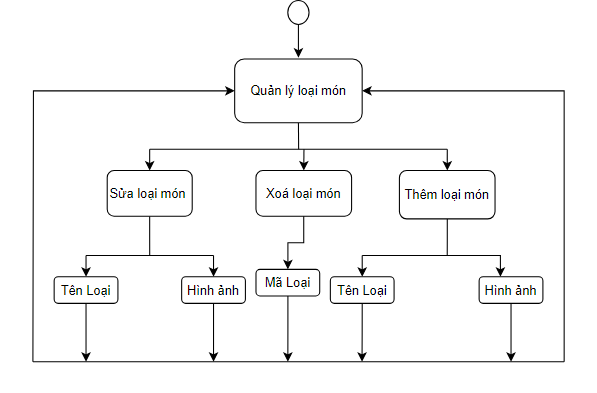 Quản lý loại món
Sửa loại món
Xoá loại món
Thêm loại món
Tên Loại
Hình ảnh
Mã Loại
Tên Loại
Hình ảnh